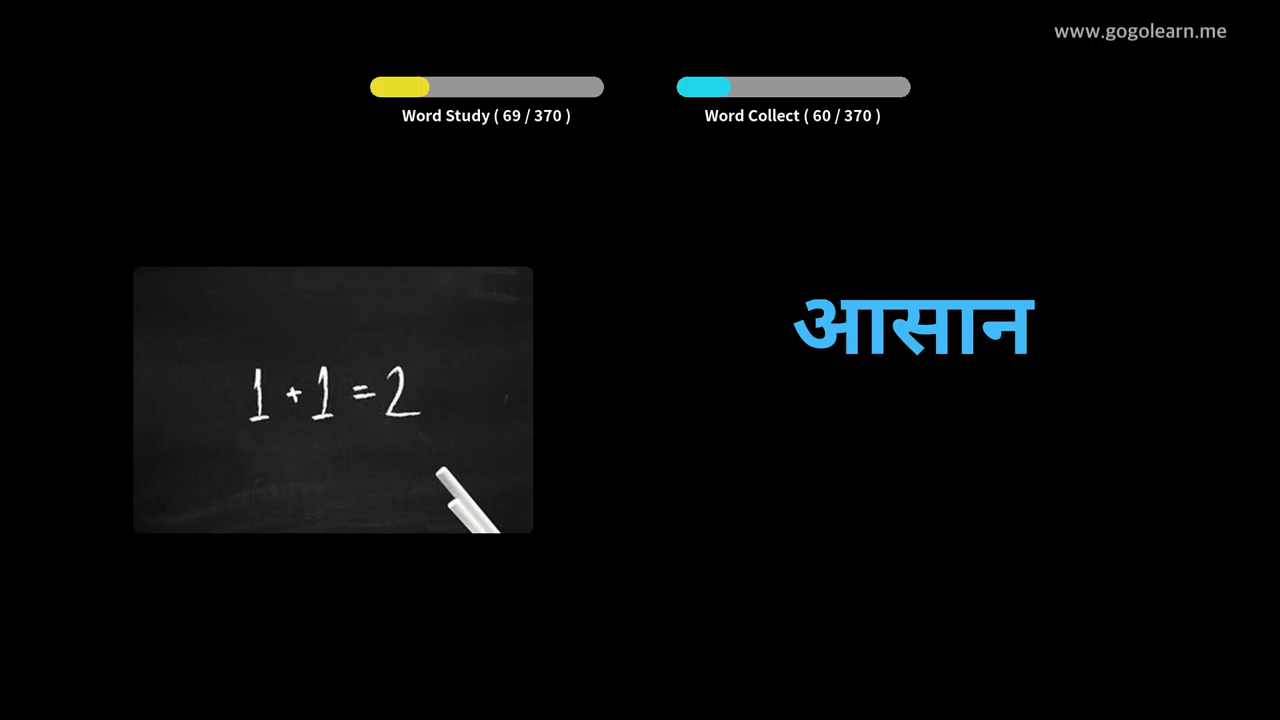 www.gogolearn.me
Word Study ( 69 / 370 )
Word Collect ( 60 / 370 )
1 + 1 = 2
आसान